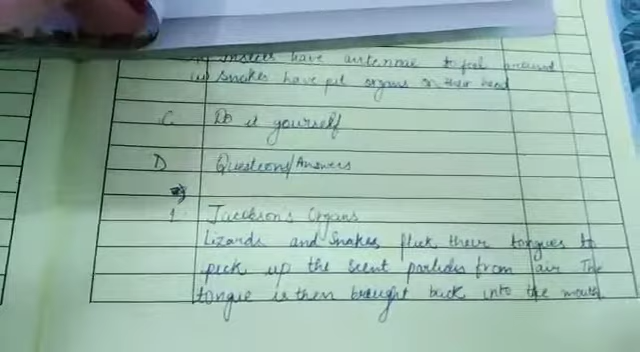 Insects have antennae to feel around
Snakes have pit organs on their head
C Do it yourself
D Questions/Answers
1. Jacobson's Organs
Lizards and Snakes flick their tongues to
pick up the scent particles from air The
tongue is then brought back into the mouth